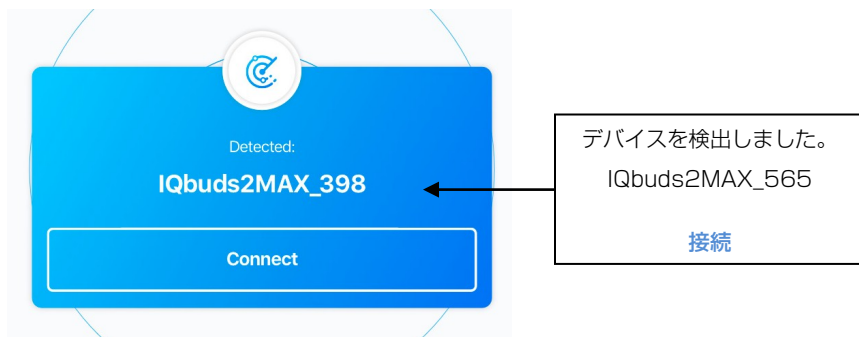 Detected:
IQbuds2MAX_398
Connect
デバイスを検出しました。
IQbuds2MAX_565
接続